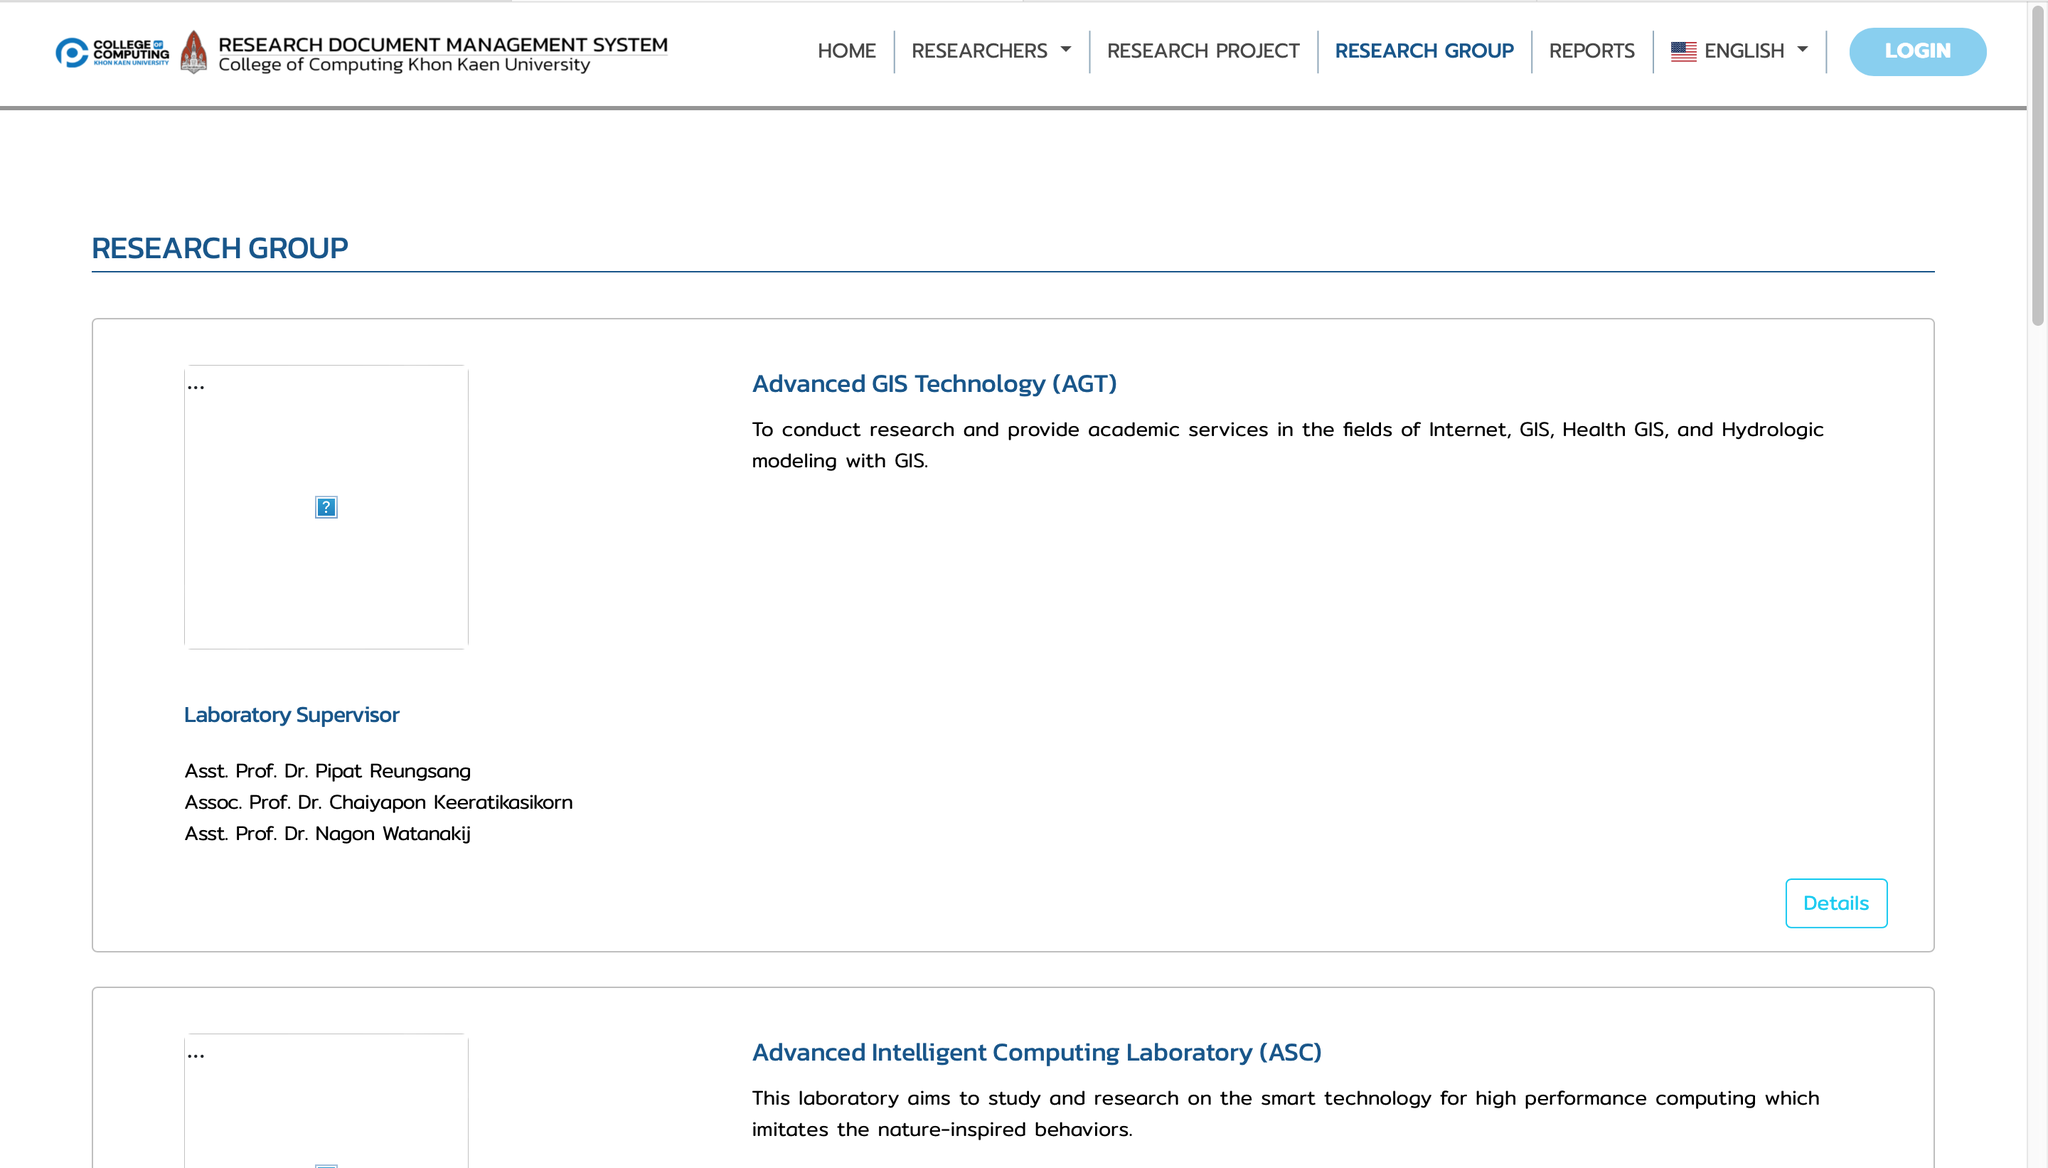 COLLEGE OF
COMPUTING
KHON KAEN UNIVERSITY
RESEARCH DOCUMENT MANAGEMENT SYSTEM
College of Computing Khon Kaen University
HOME
RESEARCHERS
RESEARCH PROJECT
RESEARCH GROUP
REPORTS
ENGLISH
LOGIN
RESEARCH GROUP
...
?
Advanced GIS Technology (AGT)
To conduct research and provide academic services in the fields of Internet, GIS, Health GIS, and Hydrologic
modeling with GIS.
Laboratory Supervisor
Asst. Prof. Dr. Pipat Reungsang
Assoc. Prof. Dr. Chaiyapon Keeratikasikorn
Asst. Prof. Dr. Nagon Watanakij
Details
...
Advanced Intelligent Computing Laboratory (ASC)
This laboratory aims to study and research on the smart technology for high performance computing which
imitates the nature-inspired behaviors.